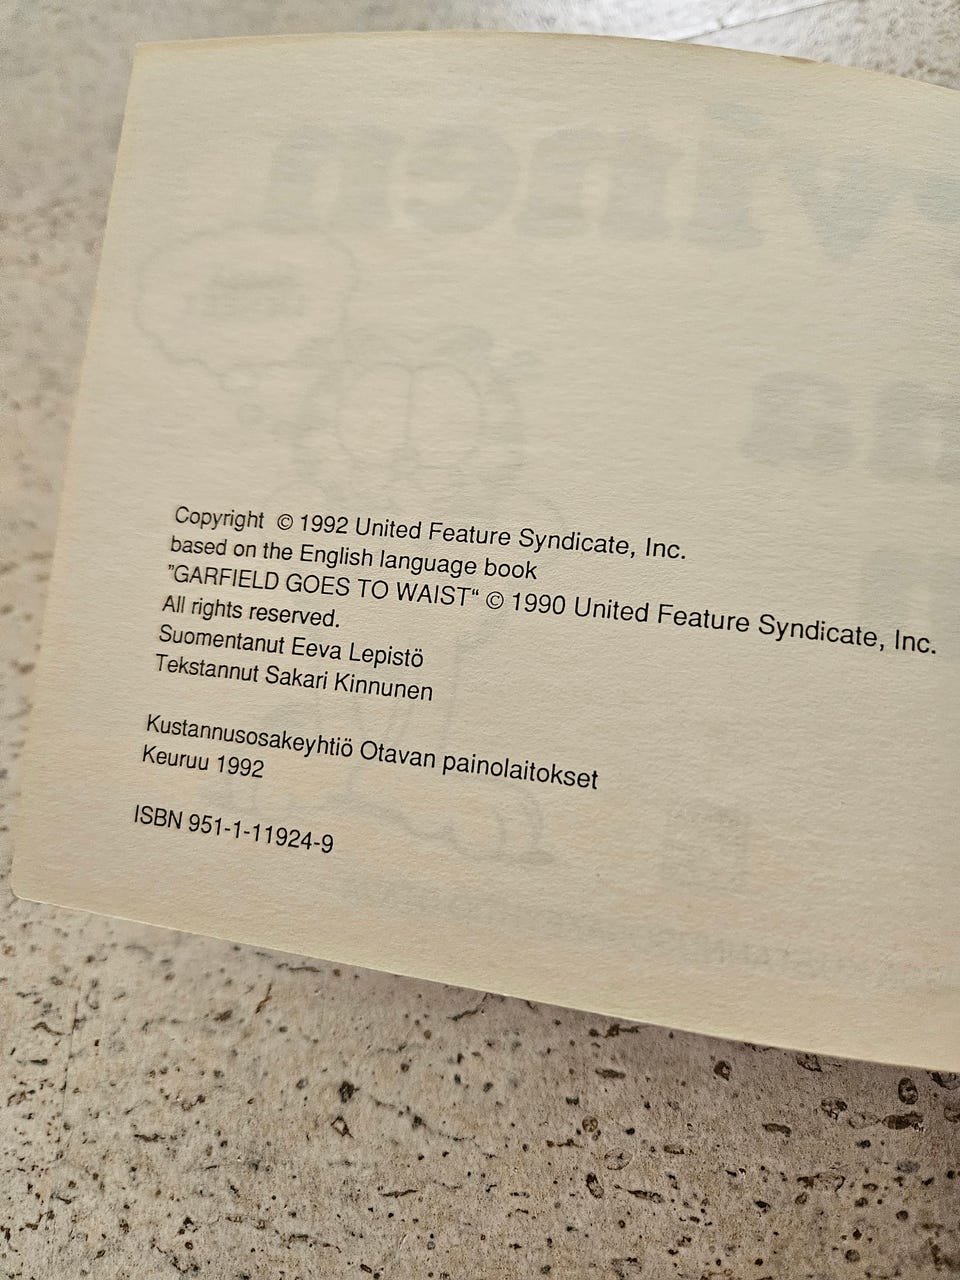 Copyright © 1992 United Feature Syndicate, Inc.
based on the English language book
"GARFIELD GOES TO WAIST“ © 1990 United Feature Syndicate, Inc.
All rights reserved.
Suomentanut Eeva Lepistö
Tekstannut Sakari Kinnunen
Kustannusosakeyhtiö Otavan painolaitokset
Keuruu 1992
ISBN 951-1-11924-9